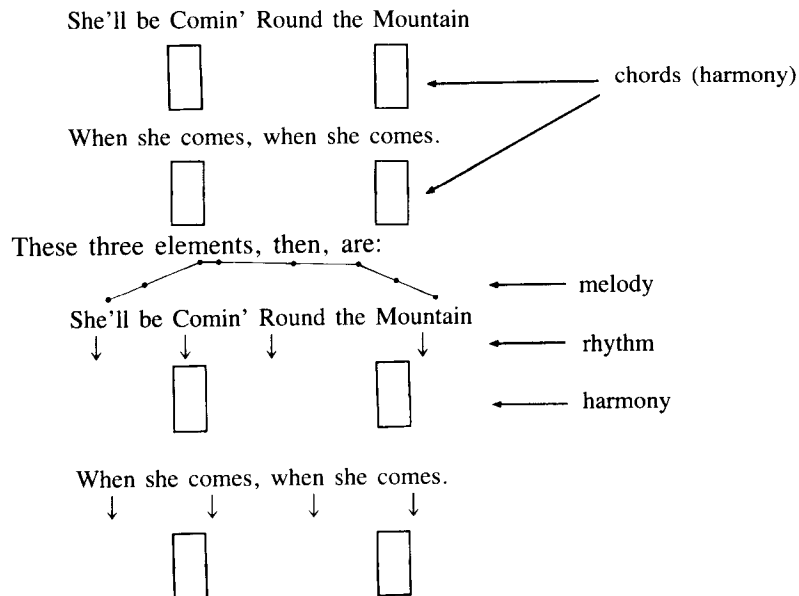 She'll be Comin' Round the Mountain
chords (harmony)
When she comes, when she comes.
These three elements, then, are:
melody
She'll be Comin' Round the Mountain
rhythm
harmony
When she comes, when she comes.